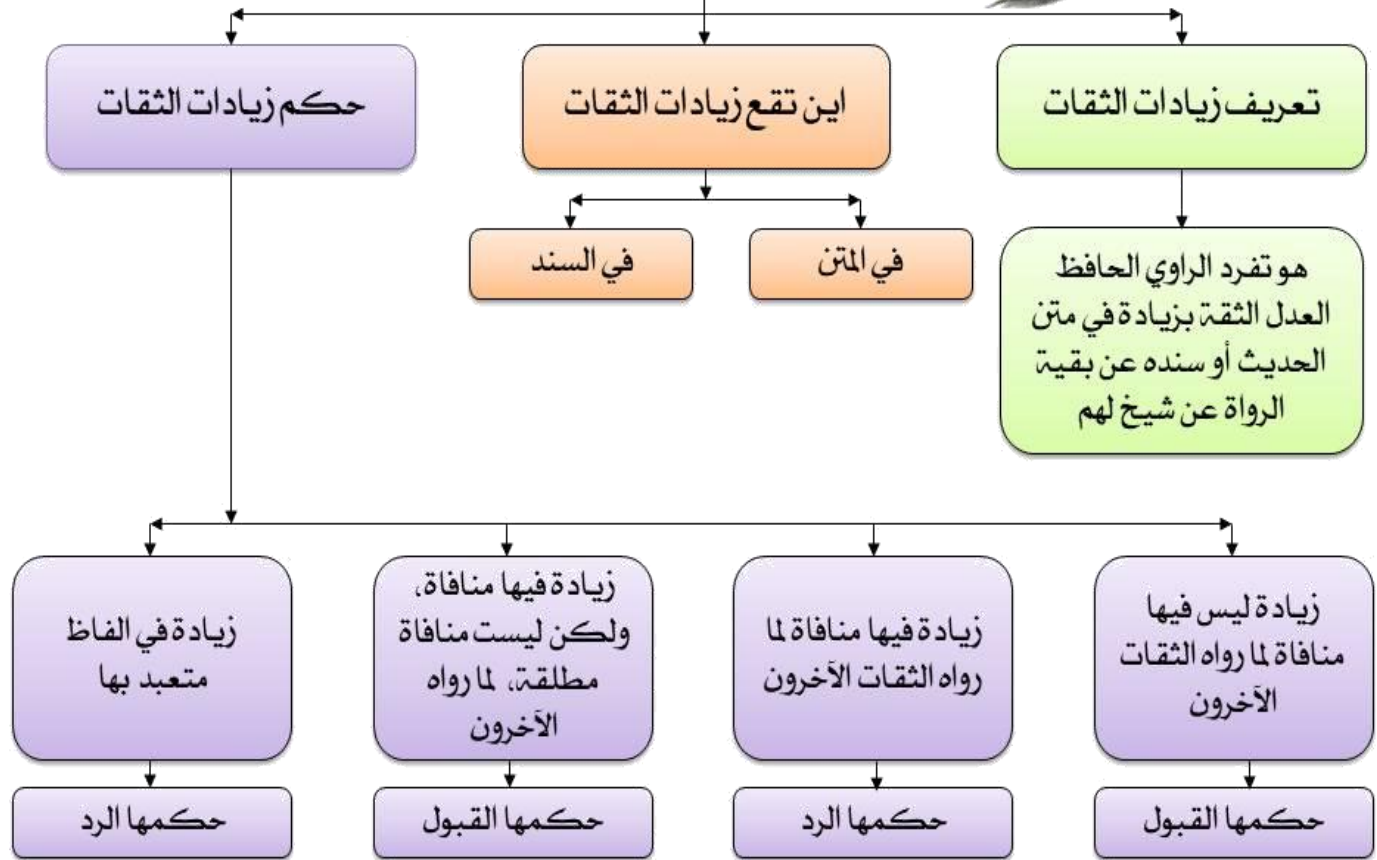 تعريف زيادات الثقات
اين تقع زيادات الثقات
حكم زيادات الثقات
هو تفرد الراوي الحافظ
العدل الثقة بزيادة في متن
الحديث أو سنده عن بقية
الرواة عن شيخ لهم
في المتن
في السند
زيادة ليس فيها
منافاة لما رواه الثقات
الآخرون
زيادة فيها منافاة لما
رواه الثقات الآخرون
زيادة فيها منافاة،
ولكن ليست منافاة
مطلقة، لما رواه
الآخرون
زيادة في الفاظ
متعبد بها
حكمها القبول
حكمها الرد
حكمها القبول
حكمها الرد